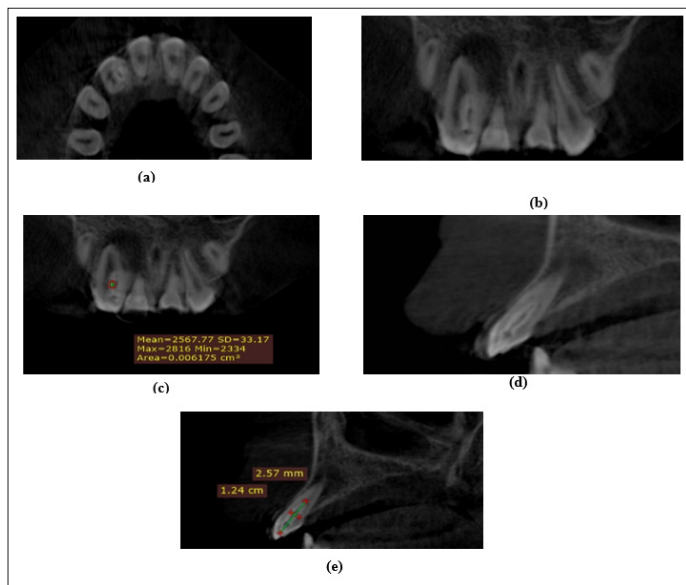 (a)
(b)
Mean=2567.77 SD=33.17
Max=2816 Min=2334
Area=0.006175 cm²
(c)
(d)
2.57 mm
1.24 cm
(e)